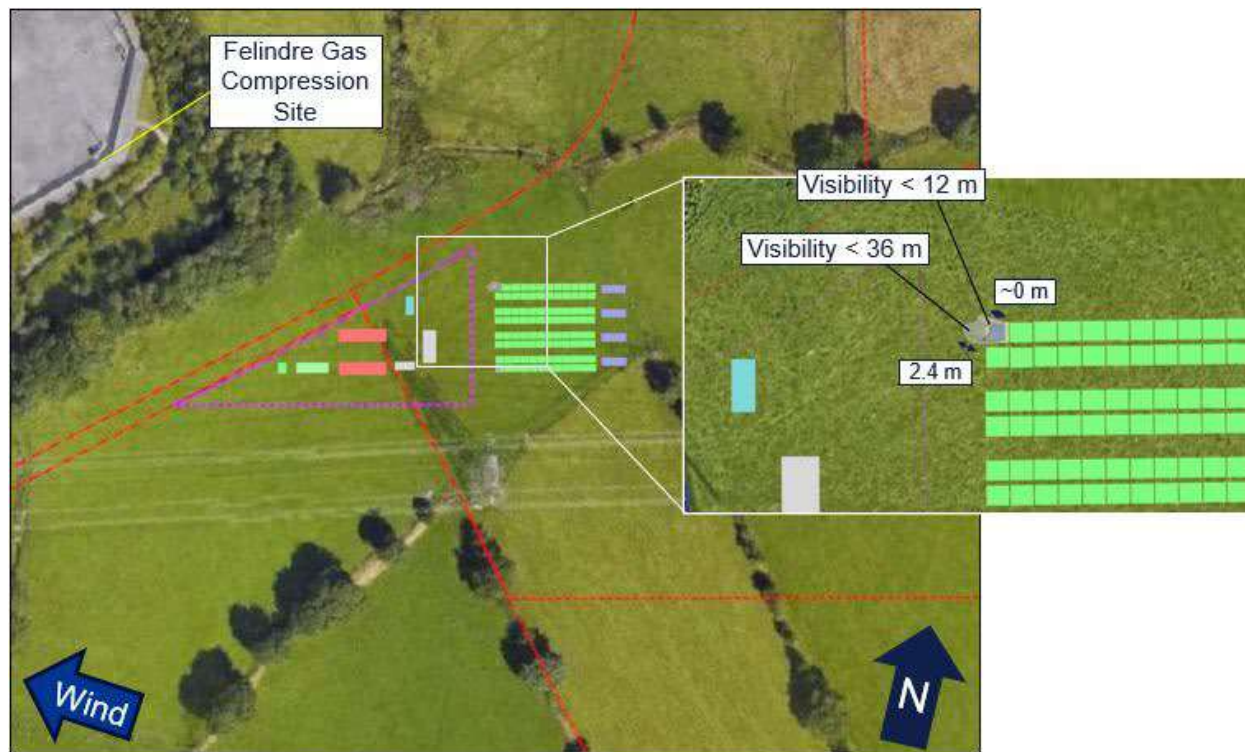 Felindre Gas
Compression
Site
Visibility < 12 m
Visibility < 36 m
~0 m
2.4 m
Wind
N